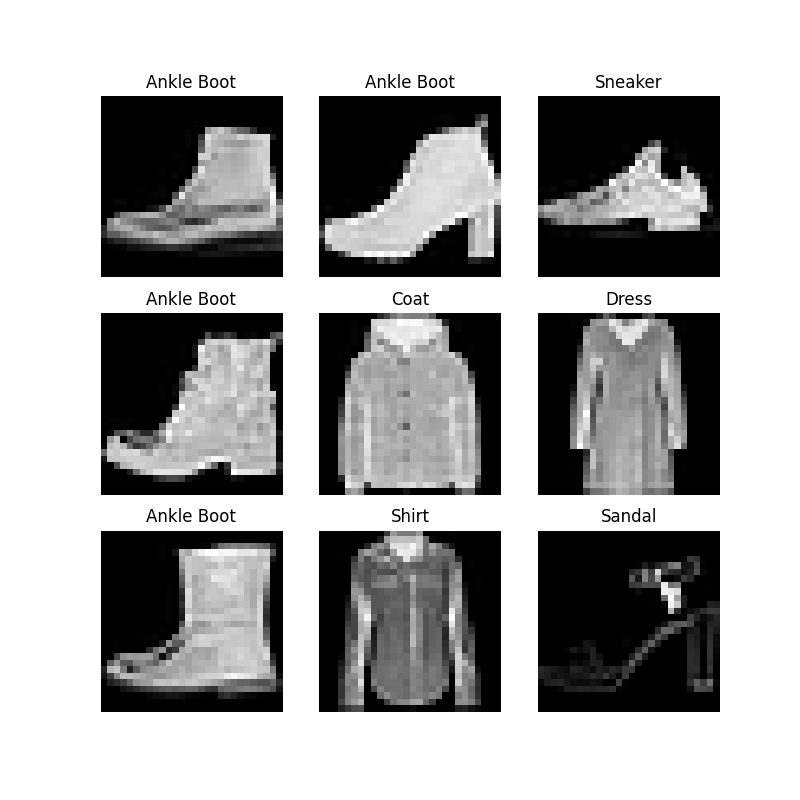 Ankle Boot
Ankle Boot
Sneaker
Ankle Boot
Coat
Dress
Ankle Boot
Shirt
Sandal